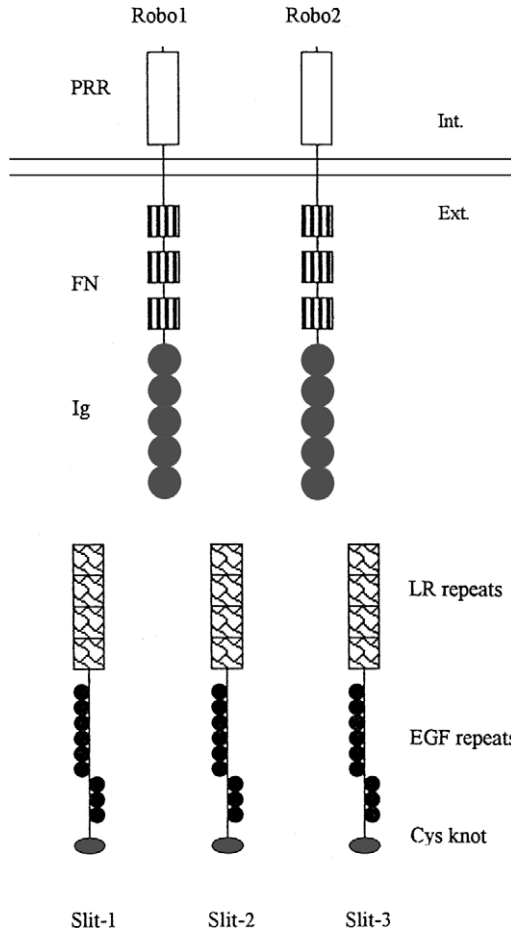 Robo1 Robo2
PRR
Int.
Ext.
FN
Ig
LR repeats
EGF repeats
Cys knot
Slit-1 Slit-2 Slit-3